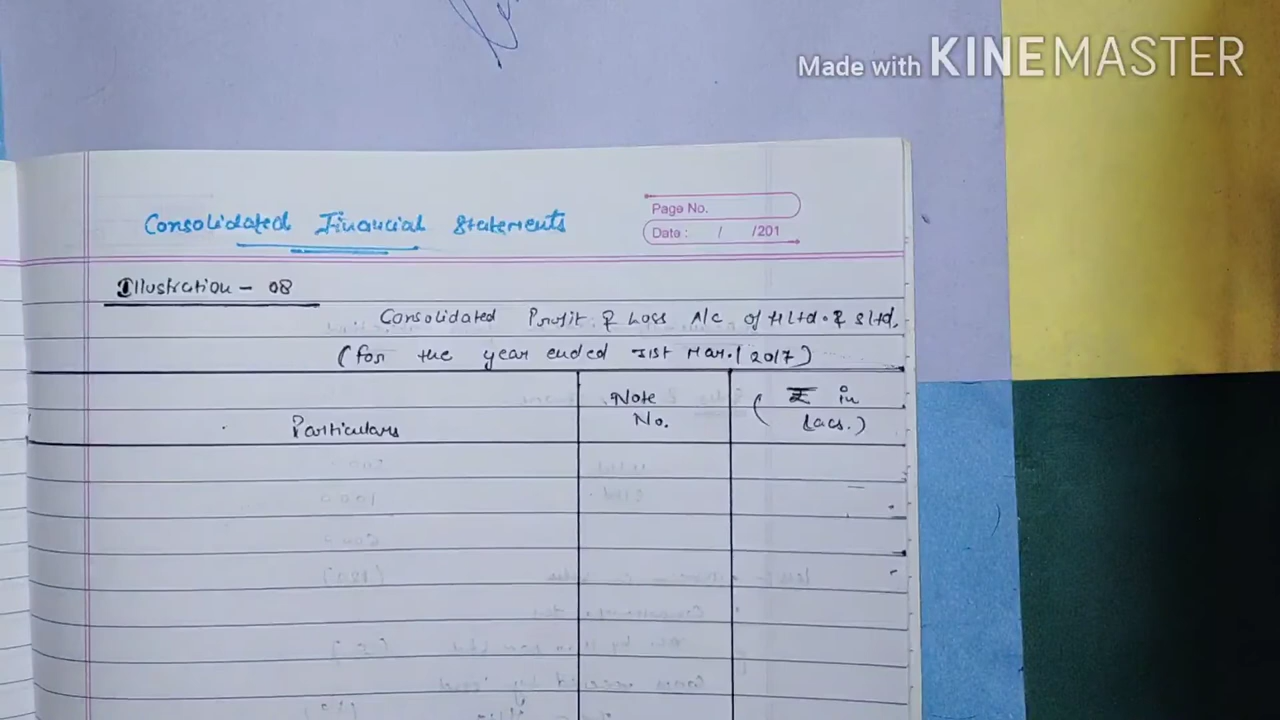 Made with KINEMASTER
Consolidated Financial Statements
Page No.
Date : / /201
Illustration - 08
Consolidated Profit & Loss A/c of H Ltd. & S Ltd.
(for the year ended 31st Mar. 2017)
Particulars
Note No.
(₹ in Lacs.)